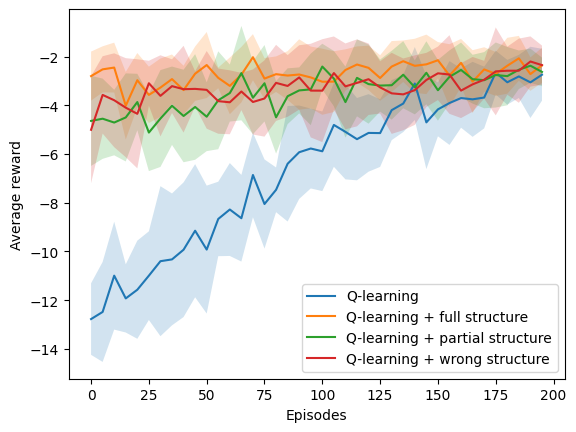 −2
−4
−6
−8
−10
−12
−14
Average reward
0
25
50
75
100
125
150
175
200
Episodes
Q-learning
Q-learning + full structure
Q-learning + partial structure
Q-learning + wrong structure